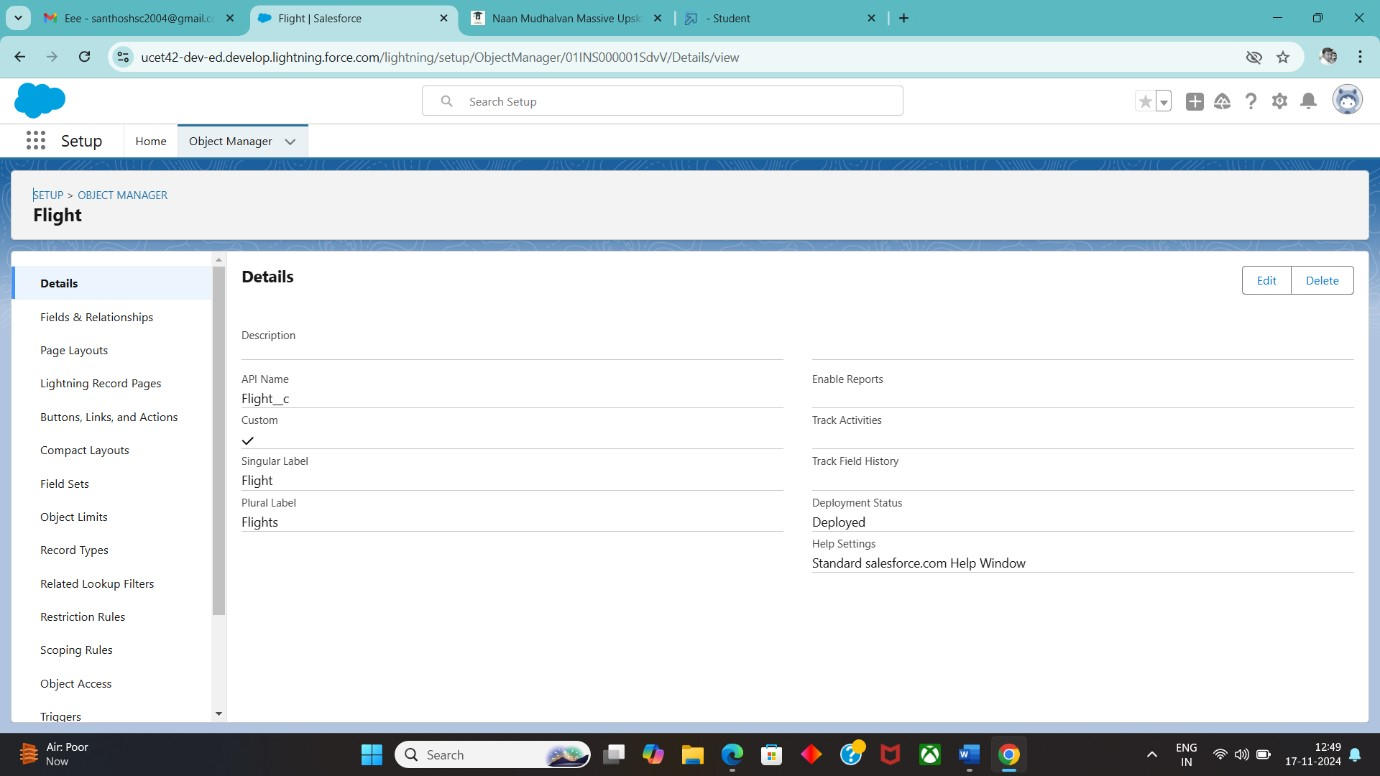 Eee - santhoshsc2004@gmail.c
Flight | Salesforce
Naan Mudhalvan Massive Upsk
- Student
ucet42-dev-ed.develop.lightning.force.com/lightning/setup/ObjectManager/01INS000001SdvV/Details/view
Search Setup
Setup
Home
Object Manager
SETUP > OBJECT MANAGER
Flight
Details
Fields & Relationships
Page Layouts
Lightning Record Pages
Buttons, Links, and Actions
Compact Layouts
Field Sets
Object Limits
Record Types
Related Lookup Filters
Restriction Rules
Scoping Rules
Object Access
Triggers
Details
Edit
Delete
Description
API Name
Flight__c
Custom
Singular Label
Flight
Plural Label
Flights
Enable Reports
Track Activities
Track Field History
Deployment Status
Deployed
Help Settings
Standard salesforce.com Help Window
Air: Poor
Now
Search
ENG
IN
12:49
17-11-2024